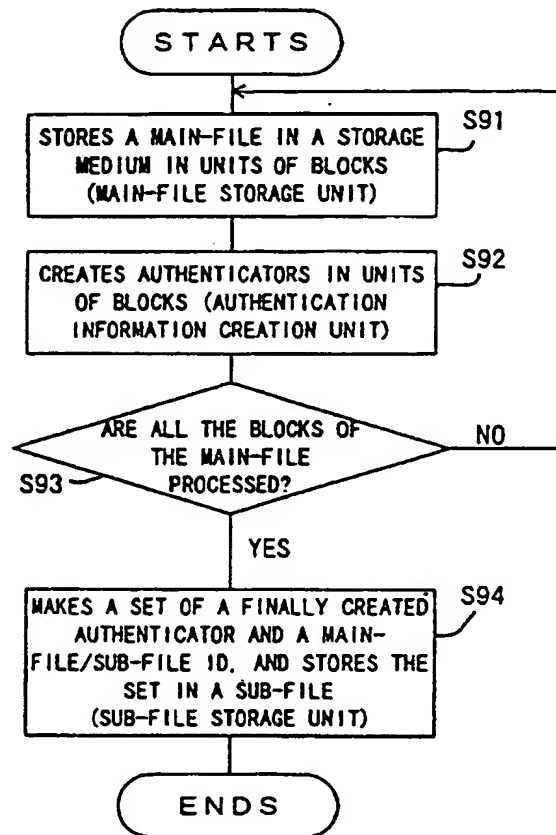 STARTS
STORES A MAIN-FILE IN A STORAGE
MEDIUM IN UNITS OF BLOCKS
(MAIN-FILE STORAGE UNIT)
S91
CREATES AUTHENTICATORS IN UNITS
OF BLOCKS (AUTHENTICATION
INFORMATION CREATION UNIT)
S92
ARE ALL THE BLOCKS OF
THE MAIN-FILE
PROCESSED?
NO
S93
YES
MAKES A SET OF A FINALLY CREATED
AUTHENTICATOR AND A MAIN-
FILE/SUB-FILE ID, AND STORES THE
SET IN A SUB-FILE
(SUB-FILE STORAGE UNIT)
S94
ENDS